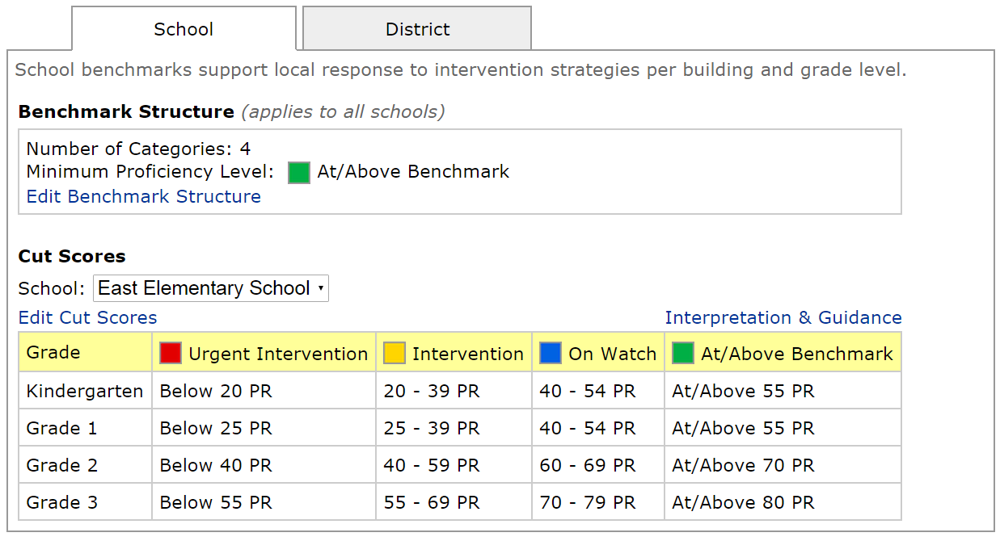 School District
School benchmarks support local response to intervention strategies per building and grade level.
Benchmark Structure (applies to all schools)
Number of Categories: 4
Minimum Proficiency Level: At/Above Benchmark
Edit Benchmark Structure
Cut Scores
School: East Elementary School
Edit Cut Scores Interpretation & Guidance
Grade Urgent Intervention Intervention On Watch At/Above Benchmark
Kindergarten Below 20 PR 20 - 39 PR 40 - 54 PR At/Above 55 PR
Grade 1 Below 25 PR 25 - 39 PR 40 - 54 PR At/Above 55 PR
Grade 2 Below 40 PR 40 - 59 PR 60 - 69 PR At/Above 70 PR
Grade 3 Below 55 PR 55 - 69 PR 70 - 79 PR At/Above 80 PR